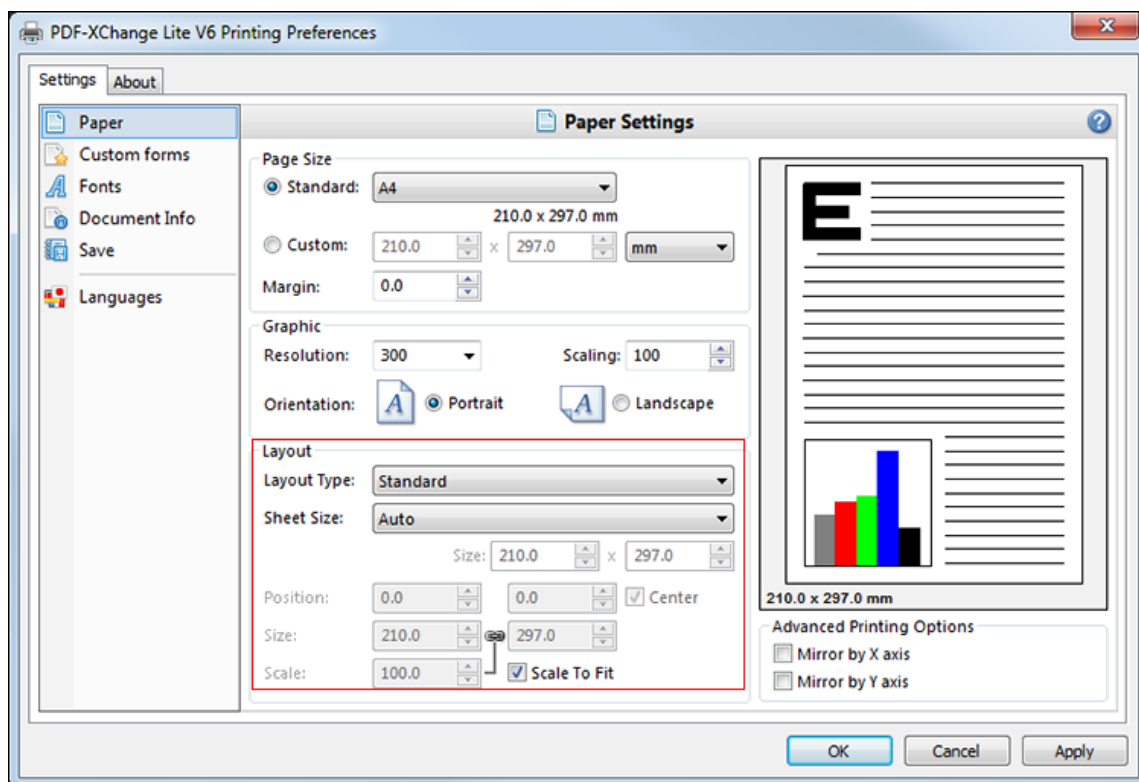 PDF-XChange Lite V6 Printing Preferences
x
Settings
About
Paper
Custom forms
Fonts
Document Info
Save
Languages
Paper Settings
?
Page Size
Standard: A4
210.0 x 297.0 mm
Custom: 210.0 x 297.0 mm
Margin: 0.0
Graphic
Resolution: 300 Scaling: 100
Orientation: A Portrait A Landscape
Layout
Layout Type: Standard
Sheet Size: Auto
Size: 210.0 x 297.0
Position: 0.0 0.0 Center
Size: 210.0 297.0
Scale: 100.0 Scale To Fit
E
210.0 x 297.0 mm
Advanced Printing Options
Mirror by X axis
Mirror by Y axis
OK Cancel Apply